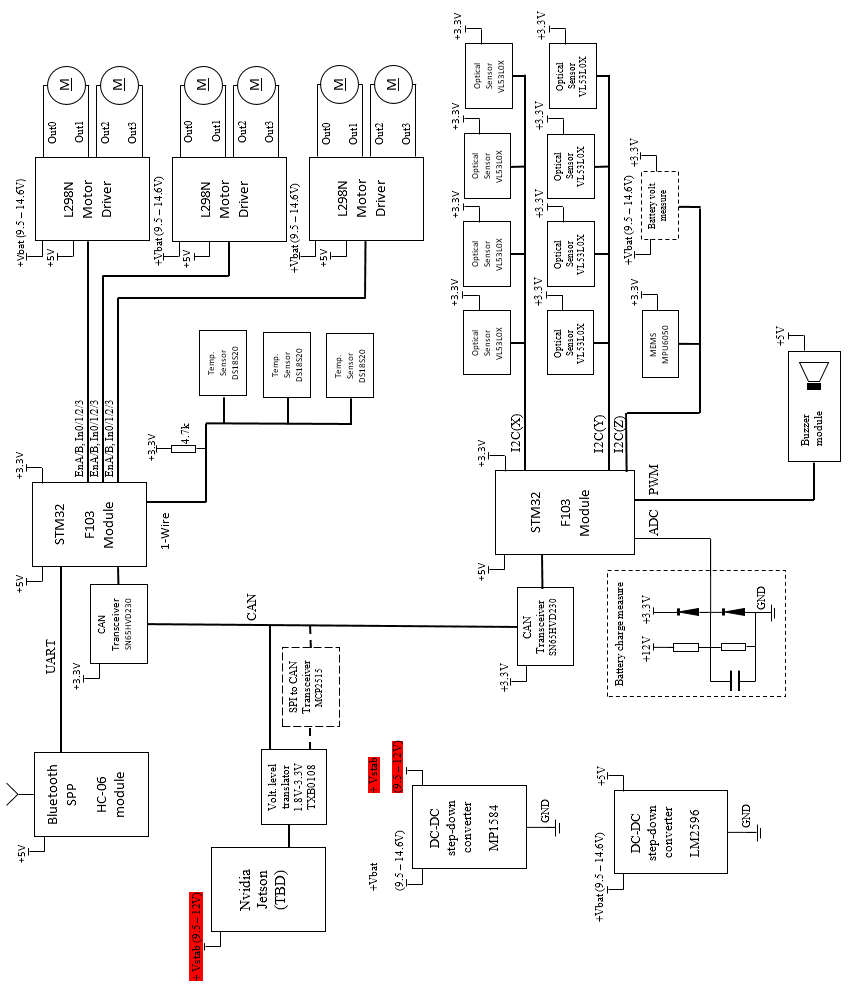 +Vbat (9.5 – 14.6V)
+5V
L298N
Motor
Driver
Out0
Out1
Out2
Out3
M
M
+Vbat (9.5 – 14.6V)
+5V
L298N
Motor
Driver
Out0
Out1
Out2
Out3
M
M
+Vbat (9.5 – 14.6V)
+5V
L298N
Motor
Driver
Out0
Out1
Out2
Out3
M
M
EnA/B, In0/1/2/3
EnA/B, In0/1/2/3
EnA/B, In0/1/2/3
+3.3V
+5V
STM32
F103
Module
1-Wire
+3.3V
4.7k
Temp.
Sensor
DS18S20
Temp.
Sensor
DS18S20
Temp.
Sensor
DS18S20
CAN
Transceiver
SN65HVD230
+3.3V
UART
Bluetooth
SPP
HC-06
module
+5V
CAN
SPI to CAN
Transceiver
MCP2515
Volt. level
translator
1.8V-3.3V
TXB0108
Nvidia
Jetson
(TBD)
+ Vstab (9.5 – 12V)
+3.3V
Optical
Sensor
VL53L0X
+3.3V
Optical
Sensor
VL53L0X
+3.3V
Optical
Sensor
VL53L0X
+3.3V
Optical
Sensor
VL53L0X
+3.3V
Optical
Sensor
VL53L0X
+3.3V
Optical
Sensor
VL53L0X
+3.3V
Optical
Sensor
VL53L0X
+3.3V
Optical
Sensor
VL53L0X
+3.3V
+Vbat (9.5 – 14.6V)
Battery volt
measure
+3.3V
MEMS
MPU6050
I2C(X)
I2C(Y)
I2C(Z)
+3.3V
+5V
STM32
F103
Module
PWM
ADC
+5V
Buzzer
module
CAN
Transceiver
SN65HVD230
+3.3V
Battery charge measure
+12V
+3.3V
GND
+Vbat
(9.5 – 14.6V)
+ Vstab
(9.5 – 12V)
DC-DC
step-down
converter
MP1584
GND
+Vbat (9.5 – 14.6V)
+5V
DC-DC
step-down
converter
LM2596
GND